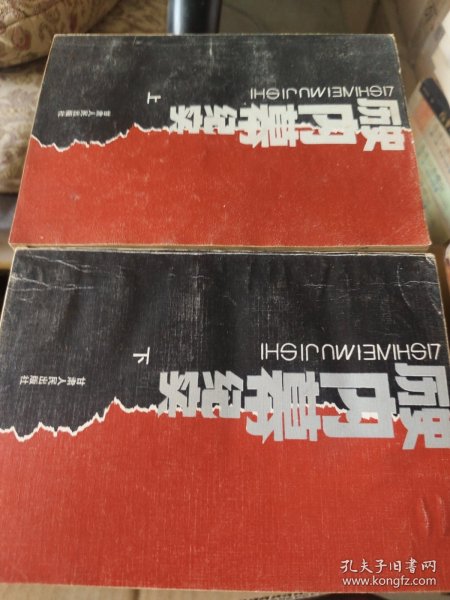 LISHINEIMUJISHI
历史内幕纪实
上
甘肃人民出版社
LISHINEIMUJISHI
历史内幕纪实
下
甘肃人民出版社
孔夫子旧书网
www.kongfz.com